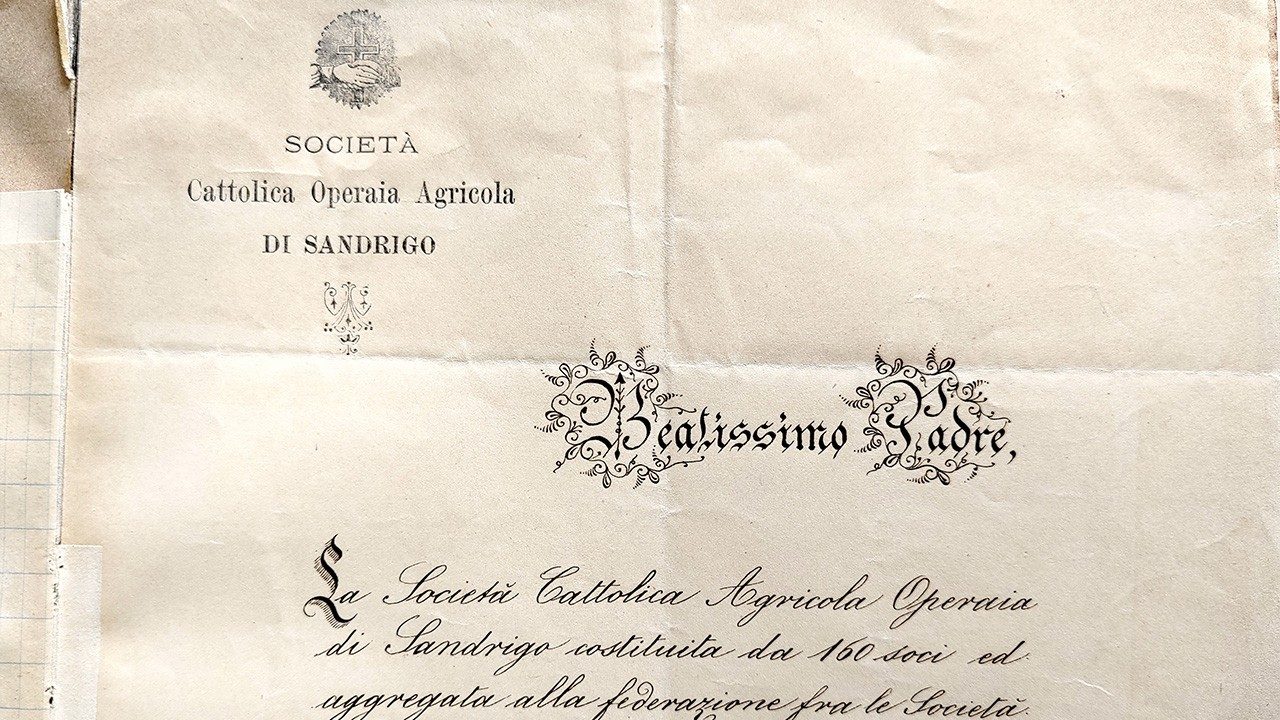 SOCIETÀ
Cattolica Operaia Agricola
DI SANDRIGO
Beatissimo Padre,
La Società Cattolica Agricola Operaia
di Sandrigo costituita da 160 soci ed
aggregata alla federazione fra le Società